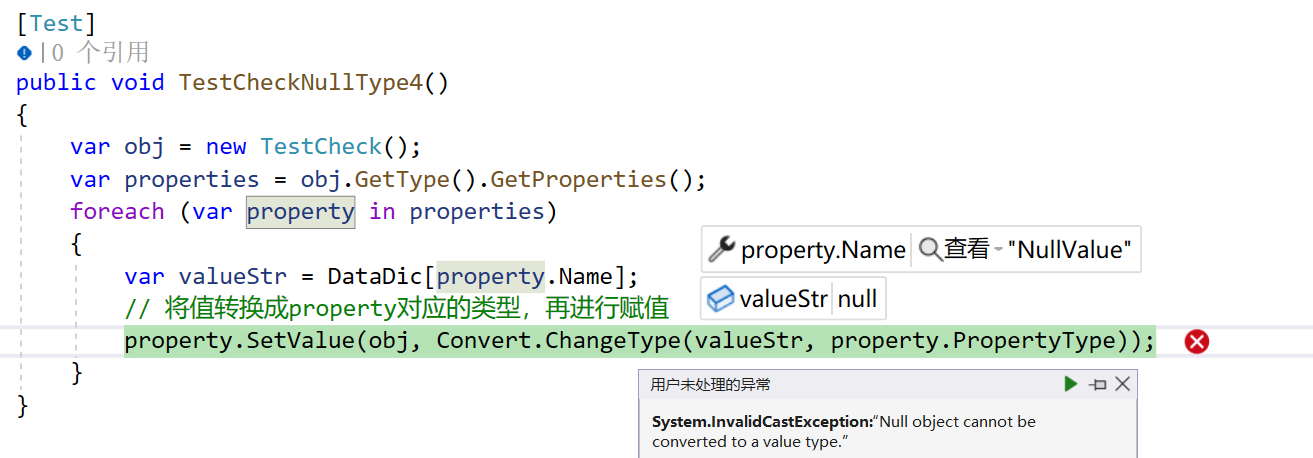 [Test]
|0 个引用
public void TestCheckNullType4()
{
var obj = new TestCheck();
var properties = obj.GetType().GetProperties();
foreach (var property in properties)
{
property.Name 查看 "NullValue"
var valueStr = DataDic[property.Name];
valueStr null
// 将值转换成property对应的类型，再进行赋值
property.SetValue(obj, Convert.ChangeType(valueStr, property.PropertyType));
}
用户未处理的异常
}
System.InvalidCastException:“Null object cannot be
converted to a value type.”